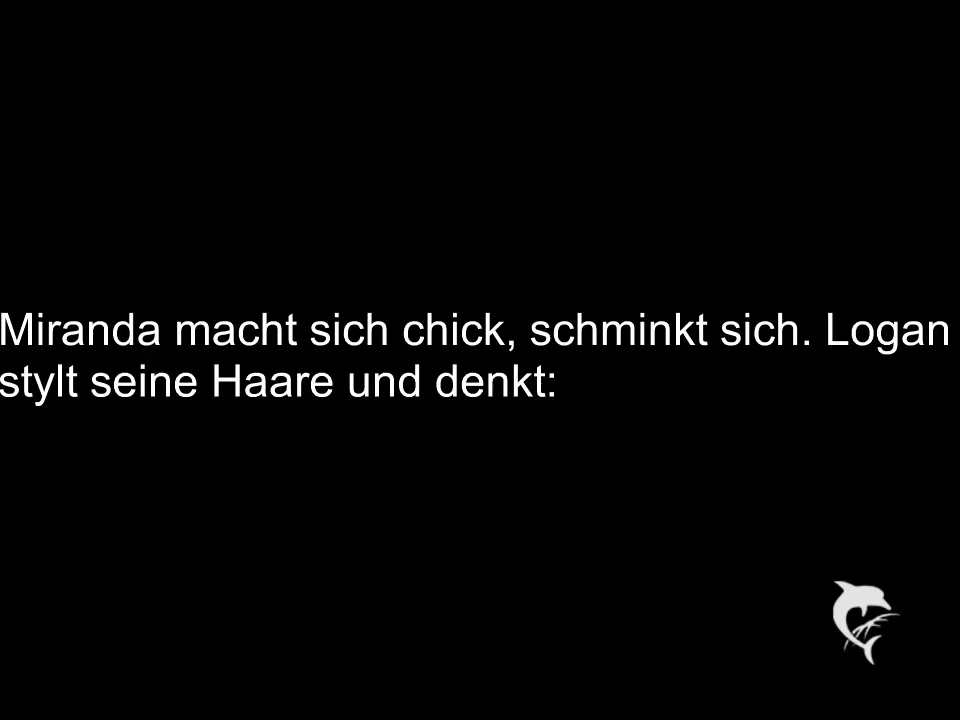 Miranda macht sich chick, schminkt sich. Logan
stylt seine Haare und denkt: